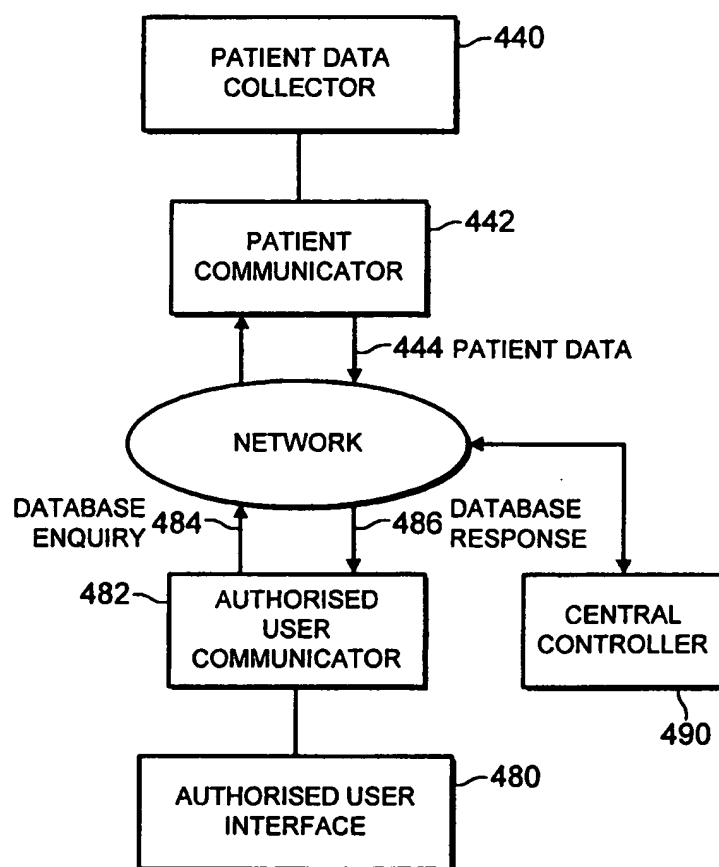 440
PATIENT DATA
COLLECTOR
442
PATIENT
COMMUNICATOR
444 PATIENT DATA
NETWORK
DATABASE
ENQUIRY 484
486 DATABASE
RESPONSE
482
AUTHORISED
USER
COMMUNICATOR
CENTRAL
CONTROLLER
490
480
AUTHORISED USER
INTERFACE